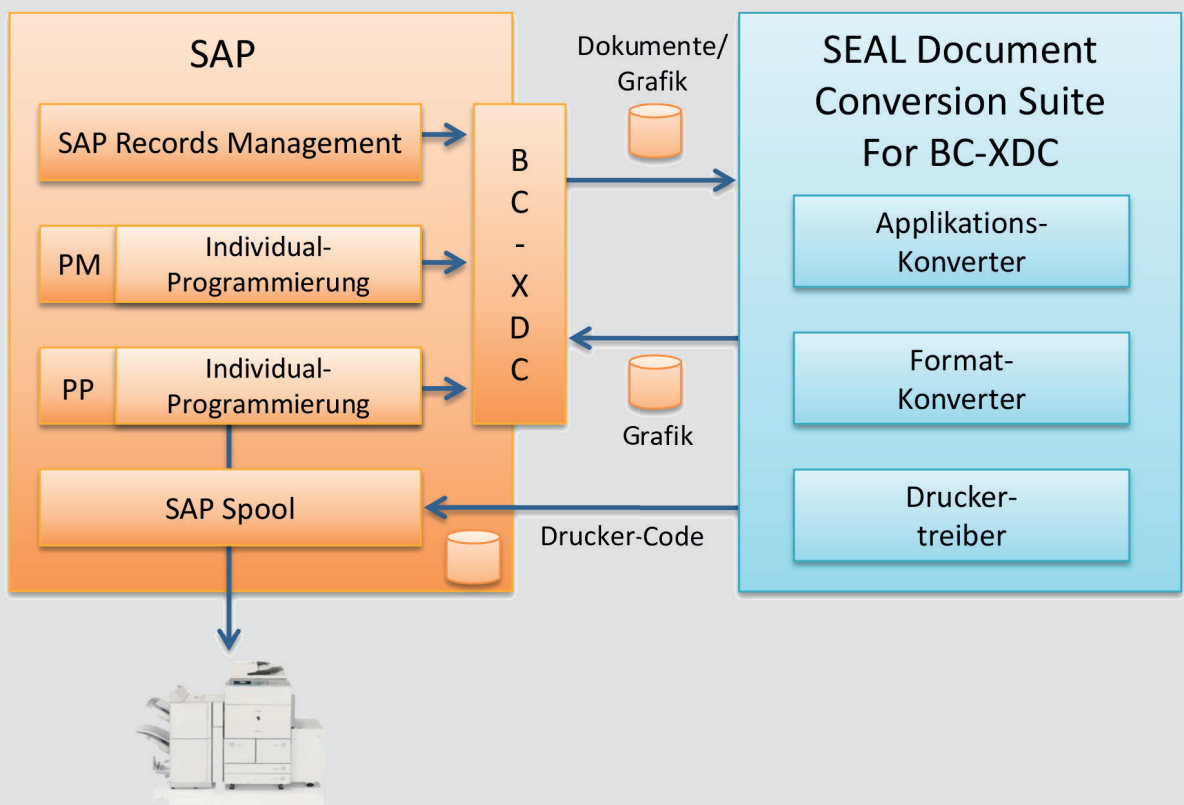 SAP
SAP Records Management
PM
Individual-
Programmierung
PP
Individual-
Programmierung
SAP Spool
B
C
-
X
D
C
Dokumente/
Grafik
Grafik
Drucker-Code
SEAL Document
Conversion Suite
For BC-XDC
Applikations-
Konverter
Format-
Konverter
Drucker-
treiber